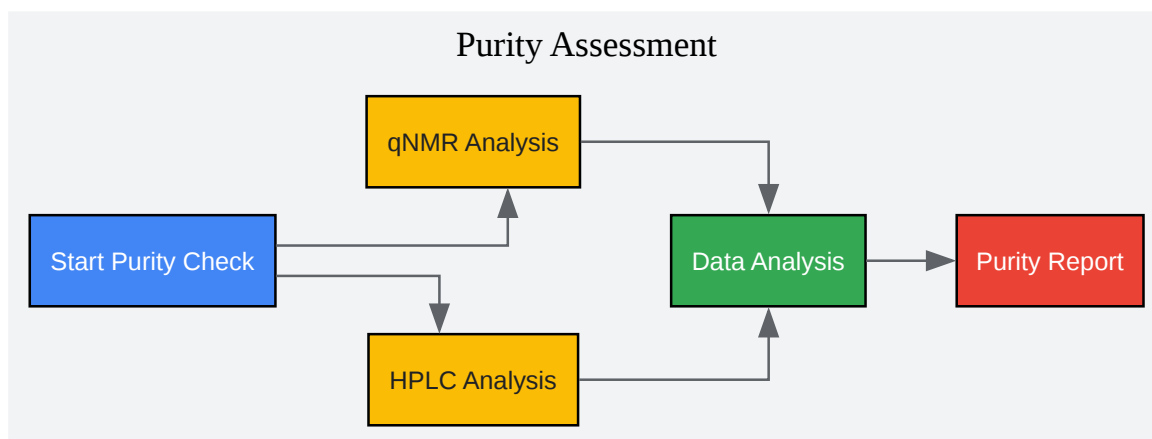 Purity Assessment
qNMR Analysis
Start Purity Check
Data Analysis
Purity Report
HPLC Analysis